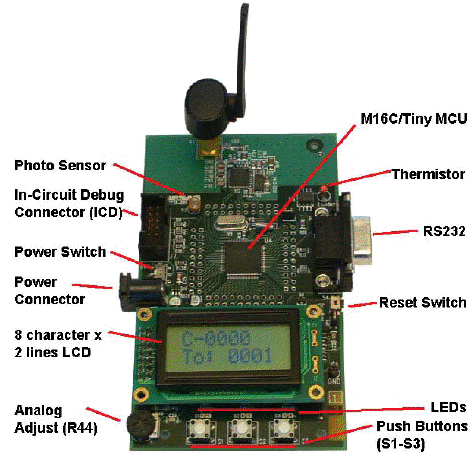 M16C/Tiny MCU
Photo Sensor
Thermistor
In-Circuit Debug
Connector (ICD)
RS232
Power Switch
Power
Connector
Reset Switch
8 character x
2 lines LCD
C-0000
To: 0001
LEDs
Analog
Adjust (R44)
Push Buttons
(S1-S3)